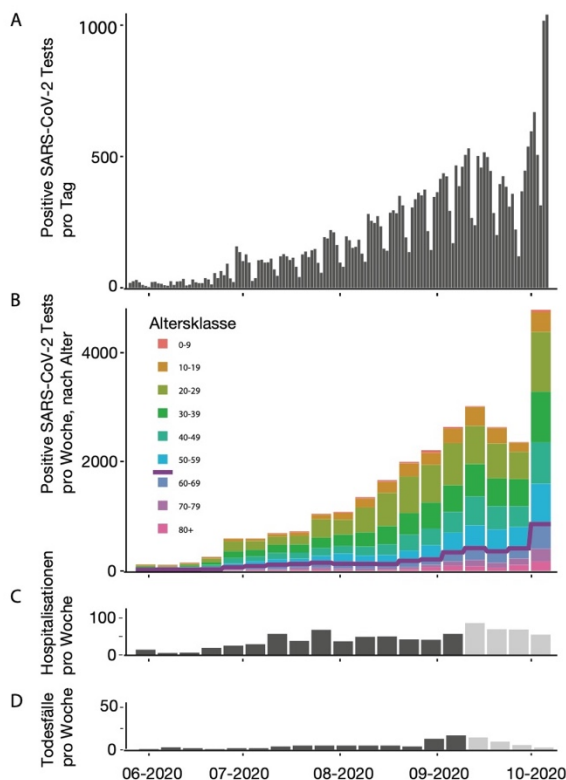 A
Positive SARS-CoV-2 Tests
pro Tag
1000
500
0
B
Positive SARS-CoV-2 Tests
pro Woche, nach Alter
4000
2000
0
Altersklasse
0-9
10-19
20-29
30-39
40-49
50-59
60-69
70-79
80+
C
Hospitalisationen
pro Woche
100
0
D
Todesfälle
pro Woche
50
0
06-2020
07-2020
08-2020
09-2020
10-2020